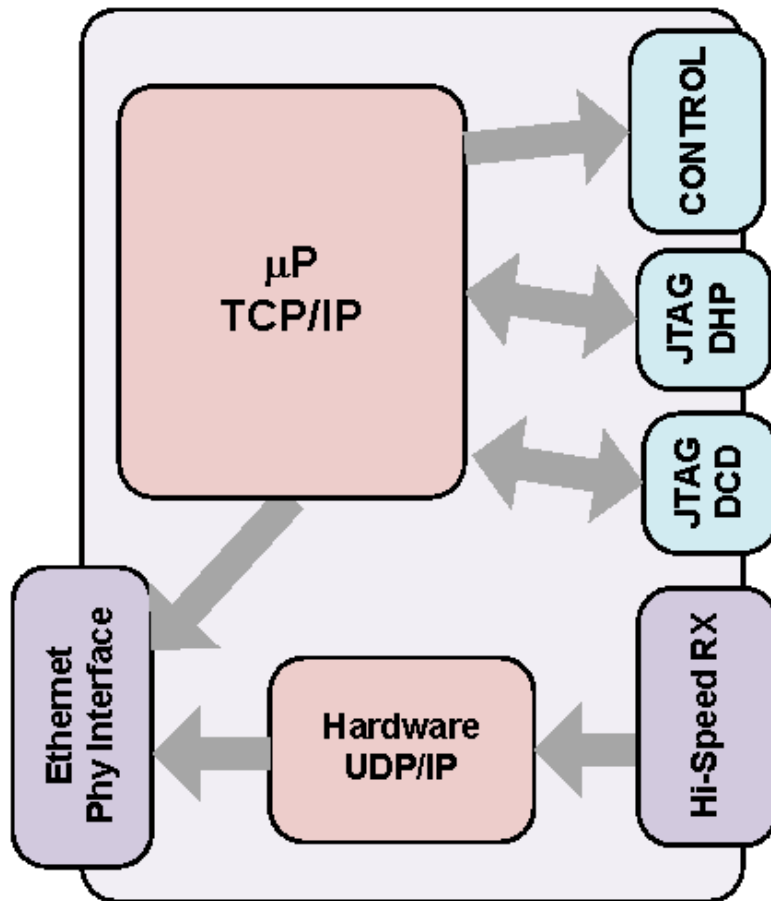 μP
TCP/IP
CONTROL
JTAG
DHP
JTAG
DCD
Ethernet
Phy Interface
Hardware
UDP/IP
Hi-Speed RX